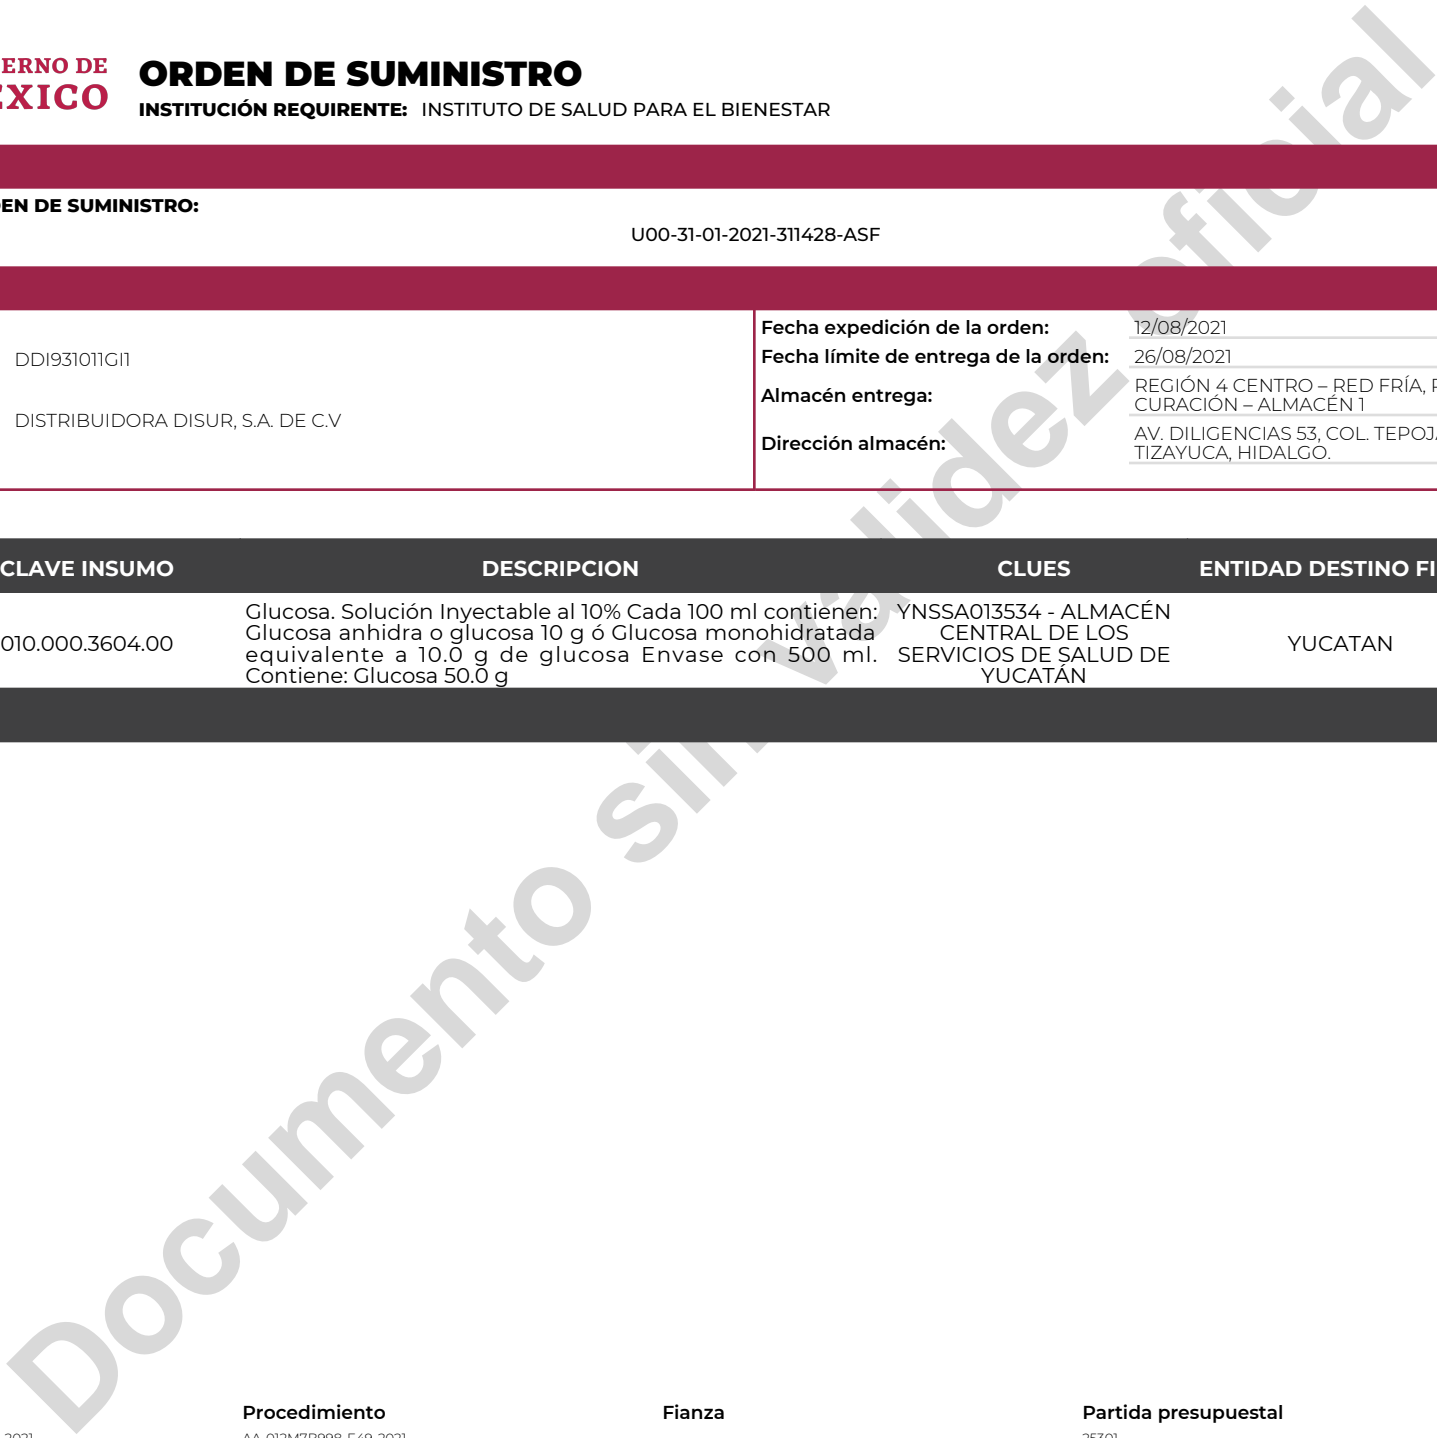 ERNO DE
ÉXICO
ORDEN DE SUMINISTRO
INSTITUCIÓN REQUIRENTE: INSTITUTO DE SALUD PARA EL BIENESTAR
EN DE SUMINISTRO:
U00-31-01-2021-311428-ASF
DDI931011GI1
DISTRIBUIDORA DISUR, S.A. DE C.V
Fecha expedición de la orden: 12/08/2021
Fecha límite de entrega de la orden: 26/08/2021
Almacén entrega: REGIÓN 4 CENTRO – RED FRÍA,
CURACIÓN – ALMACÉN 1
Dirección almacén: AV. DILIGENCIAS 53, COL. TEPOJ
TIZAYUCA, HIDALGO.
CLAVE INSUMO DESCRIPCION CLUES ENTIDAD DESTINO FI
010.000.3604.00
Glucosa. Solución Inyectable al 10% Cada 100 ml contienen:
Glucosa anhidra o glucosa 10 g ó Glucosa monohidratada
equivalente a 10.0 g de glucosa Envase con 500 ml.
Contiene: Glucosa 50.0 g
YNSSA013534 - ALMACÉN
CENTRAL DE LOS
SERVICIOS DE SALUD DE
YUCATÁN
YUCATAN
Documento sin validez oficial
Procedimiento Fianza Partida presupuestal